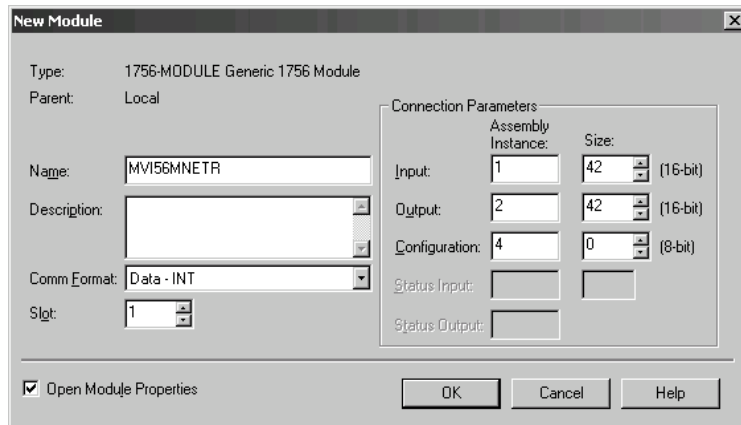 New Module
Type: 1756-MODULE Generic 1756 Module
Parent: Local
Connection Parameters
Assembly Instance: Size:
Name: MVI56MNETR
Input: 1 42 (16-bit)
Description:
Output: 2 42 (16-bit)
Configuration: 4 0 (8-bit)
Comm Format: Data - INT
Status Input:
Slot: 1
Status Output:
Open Module Properties
OK Cancel Help